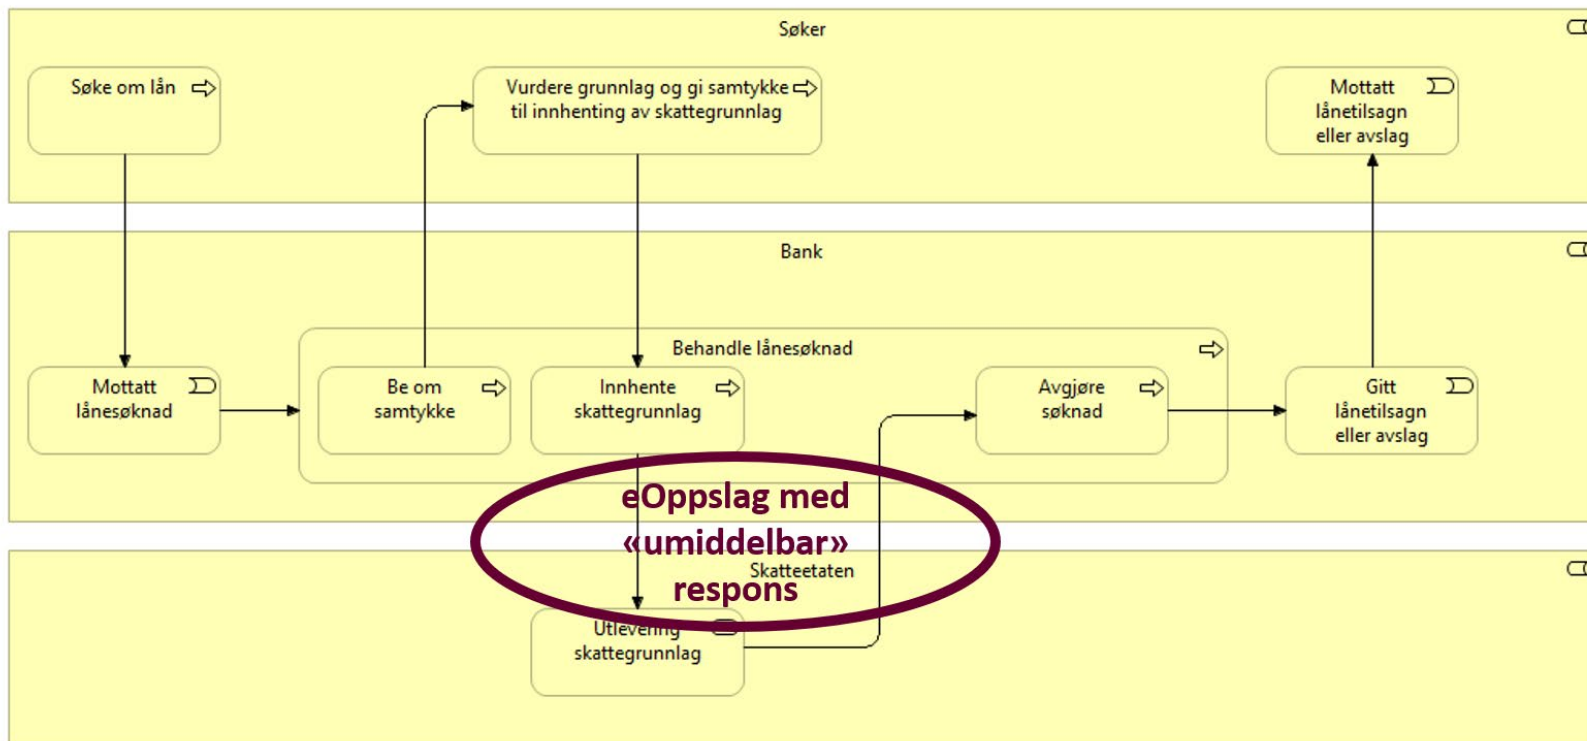 Søker
Søke om lån
Vurdere grunnlag og gi samtykke
til innhenting av skattegrunnlag
Mottatt
lånetilsagn
eller avslag
Bank
Behandle lånesøknad
Mottatt
lånesøknad
Be om
samtykke
Innhente
skattegrunnlag
Avgjøre
søknad
Gitt
lånetilsagn
eller avslag
eOppslag med
«umiddelbar»
respons
Skatteetaten
Utlevering
skattegrunnlag